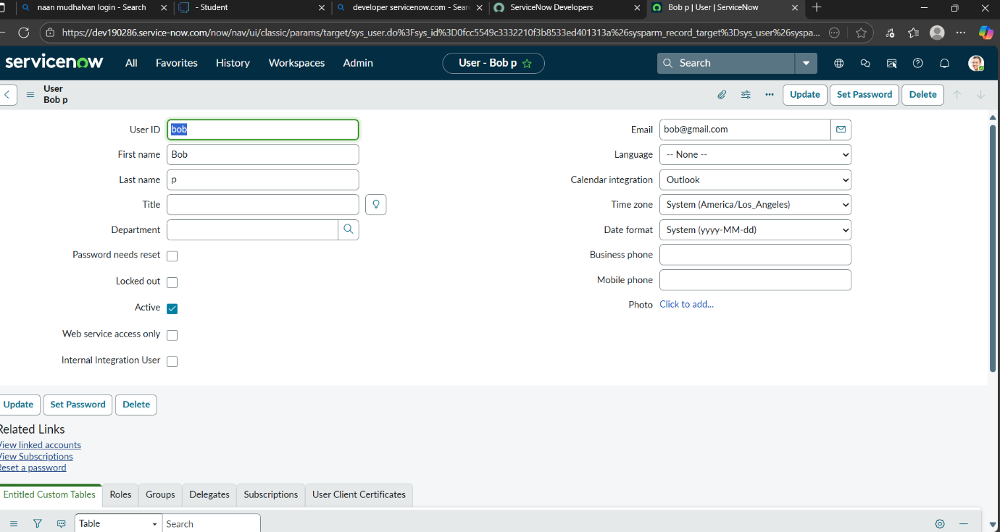 naan mudhalvan login - Search
- Student
developer servicenow.com - Searc
ServiceNow Developers
Bob p | User | ServiceNow
https://dev190286.service-now.com/now/nav/ui/classic/params/target/sys_user.do%3Fsys_id%3D0fcc5549c3332210f3b8533ed401313a%26sysparm_record_target%3Dsys_user%26syspa...
servicenow
All
Favorites
History
Workspaces
Admin
User - Bob p
Search
User
Bob p
Update
Set Password
Delete
User ID
bob
First name
Bob
Last name
p
Title
Department
Password needs reset
Locked out
Active
Web service access only
Internal Integration User
Email
bob@gmail.com
Language
-- None --
Calendar integration
Outlook
Time zone
System (America/Los_Angeles)
Date format
System (yyyy-MM-dd)
Business phone
Mobile phone
Photo
Click to add...
Update
Set Password
Delete
Related Links
View linked accounts
View Subscriptions
Reset a password
Entitled Custom Tables
Roles
Groups
Delegates
Subscriptions
User Client Certificates
Table
Search